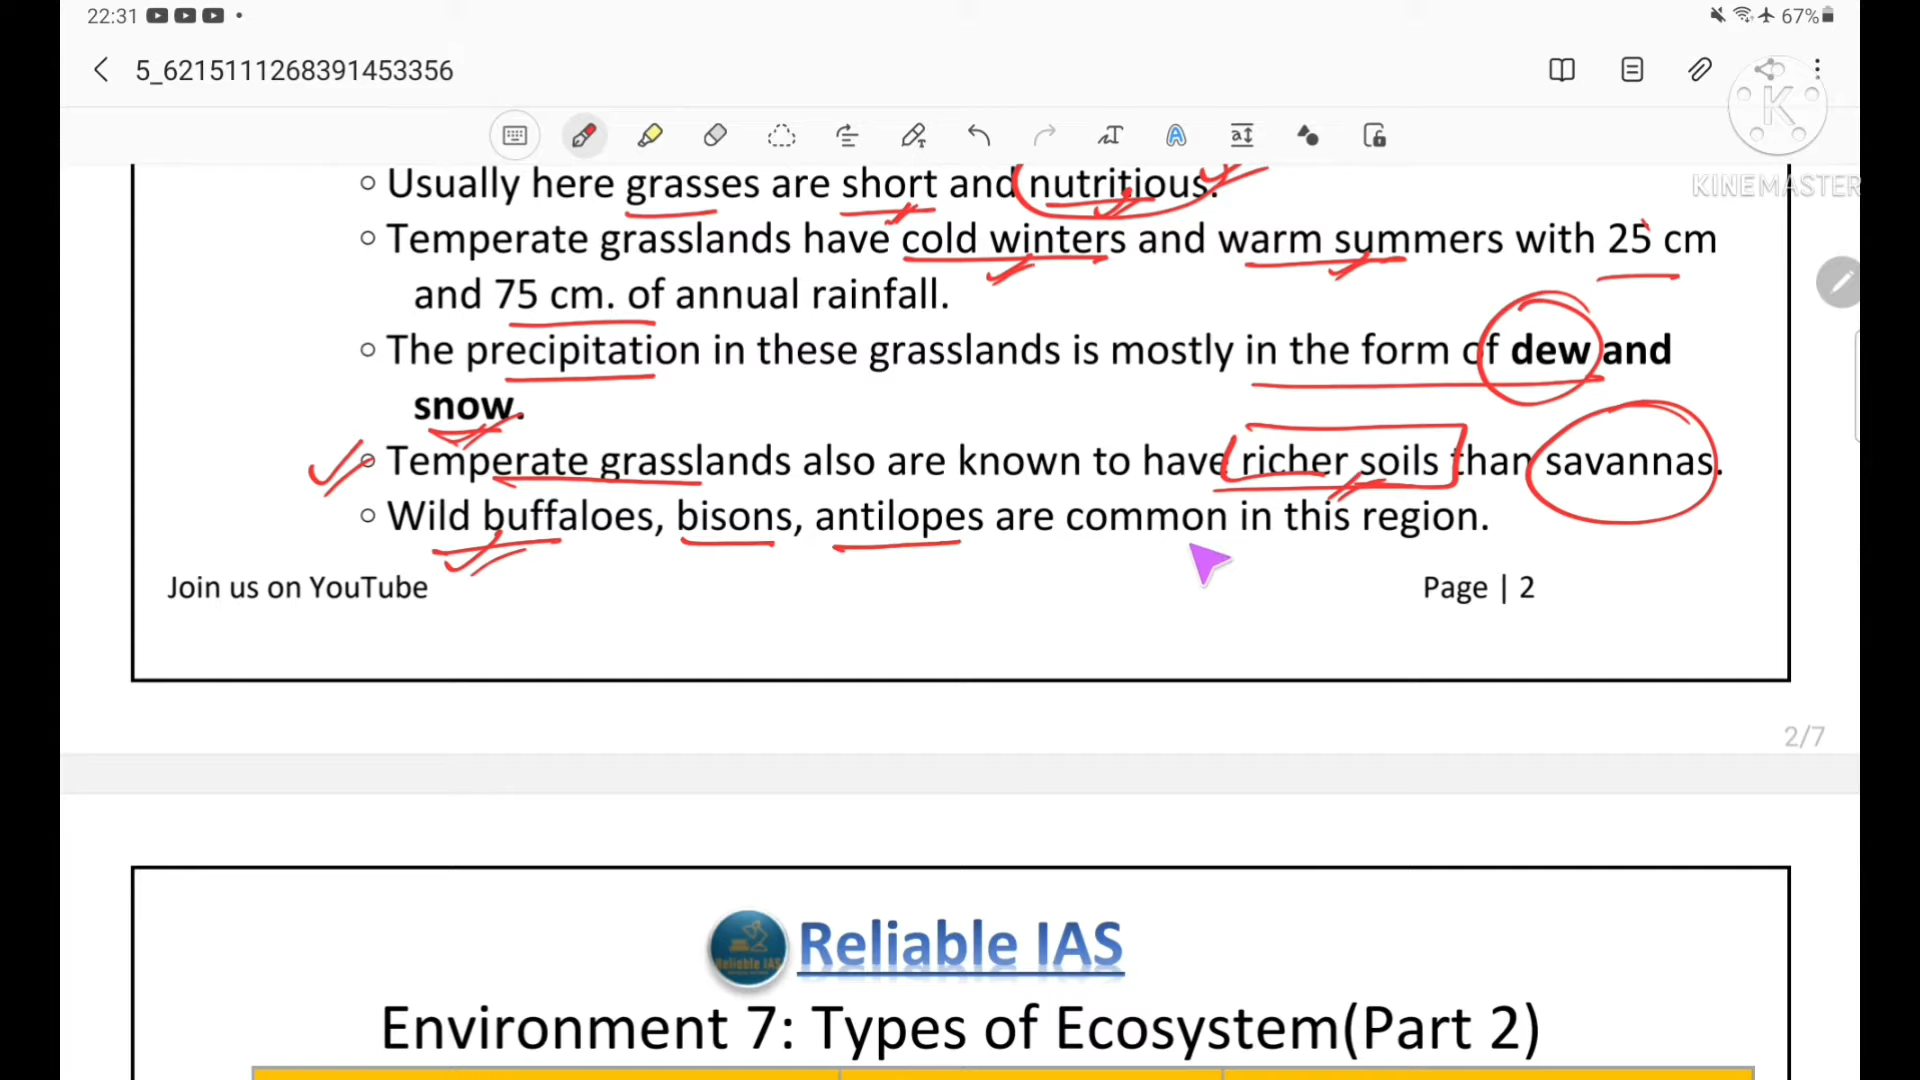 22:31
67%
5_6215111268391453356
KINEMASTER
○ Usually here grasses are short and nutritious.
○ Temperate grasslands have cold winters and warm summers with 25 cm
and 75 cm. of annual rainfall.
○ The precipitation in these grasslands is mostly in the form of dew and
snow.
○ Temperate grasslands also are known to have richer soils than savannas.
○ Wild buffaloes, bisons, antilopes are common in this region.
Join us on YouTube Page | 2
2/7
Reliable IAS
Reliable IAS
Environment 7: Types of Ecosystem(Part 2)